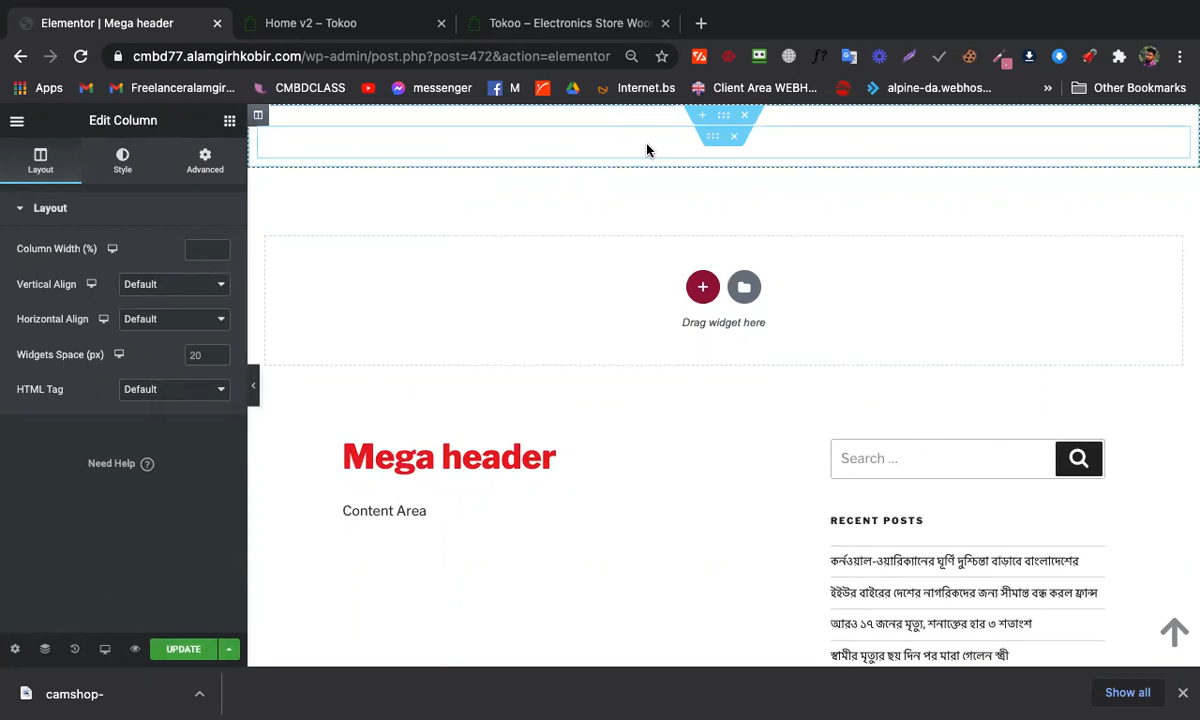 Elementor | Mega header
Home v2 – Tokoo
Tokoo – Electronics Store Woo
cmbd77.alamgirhkobir.com/wp-admin/post.php?post=472&action=elementor
Apps
Freelanceralamgir...
CMBDCLASS
messenger
M
Internet.bs
Client Area WEBH...
alpine-da.webhos...
»
Other Bookmarks
Edit Column
Layout
Style
Advanced
Layout
Column Width (%)
Vertical Align
Default
Horizontal Align
Default
Widgets Space (px)
20
HTML Tag
Default
Need Help
UPDATE
Drag widget here
Mega header
Content Area
Search ...
RECENT POSTS
কর্নওয়াল-ওয়ারিক্যানের ঘূর্ণি দুশ্চিন্তা বাড়াবে বাংলাদেশের
ইইউর বাইরের দেশের নাগরিকদের জন্য সীমান্ত বন্ধ করল ফ্রান্স
আরও ১৭ জনের মৃত্যু, শনাক্তের হার ৩ শতাংশ
স্বামীর মৃত্যুর ছয় দিন পর মারা গেলেন স্ত্রী
camshop-
Show all